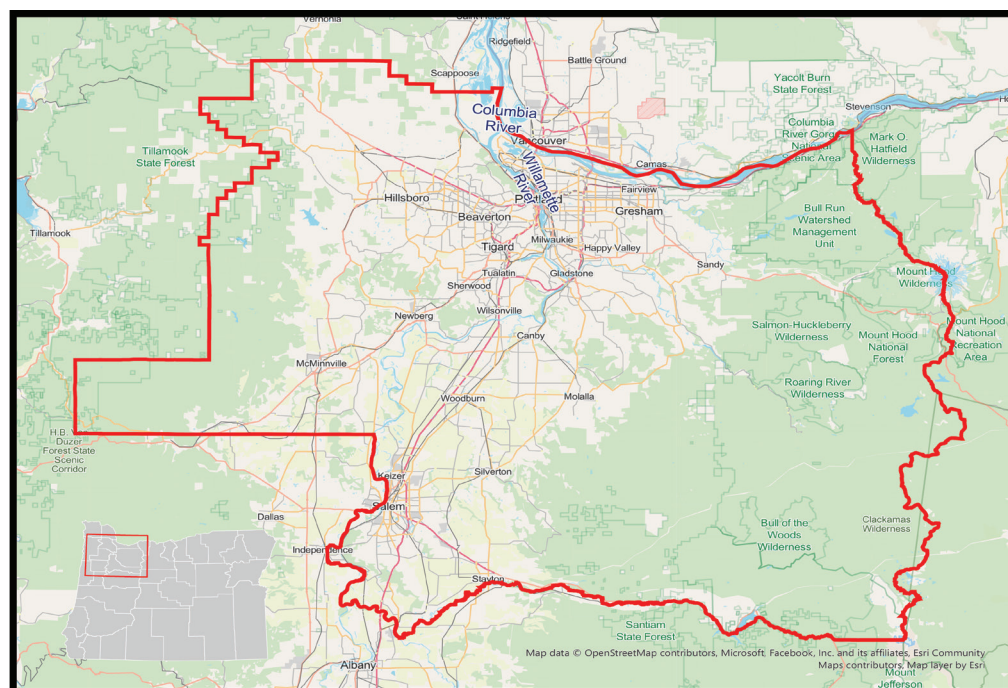 Vernonia
Saint Helens
Ridgefield
Battle Ground
Scappoose
Yacolt Burn
State Forest
Stevenson
Columbia
River
Vancouver
Columbia
River Gorge
National
Scenic Area
Mark O.
Hatfield
Wilderness
Tillamook
State Forest
Camas
Willamette
River
Hillsboro
Portland
Fairview
Gresham
Beaverton
Bull Run
Watershed
Management
Unit
Tillamook
Tigard
Milwaukie
Happy Valley
Tualatin
Gladstone
Sandy
Mount Hood
Wilderness
Sherwood
Newberg
Wilsonville
Canby
Salmon-Huckleberry
Wilderness
Mount Hood
National
Forest
Mount Hood
National
Recreation
Area
McMinnville
Roaring River
Wilderness
Woodburn
Molalla
H.B. Van
Duzer
Forest State
Scenic
Corridor
Keizer
Silverton
Salem
Dallas
Independence
Bull of the
Woods
Wilderness
Clackamas
Wilderness
Stayton
Santiam
State Forest
Albany
Map data © OpenStreetMap contributors, Microsoft, Facebook, Inc. and its affiliates, Esri Community
Maps contributors, Map layer by Esri
Mount
Jefferson